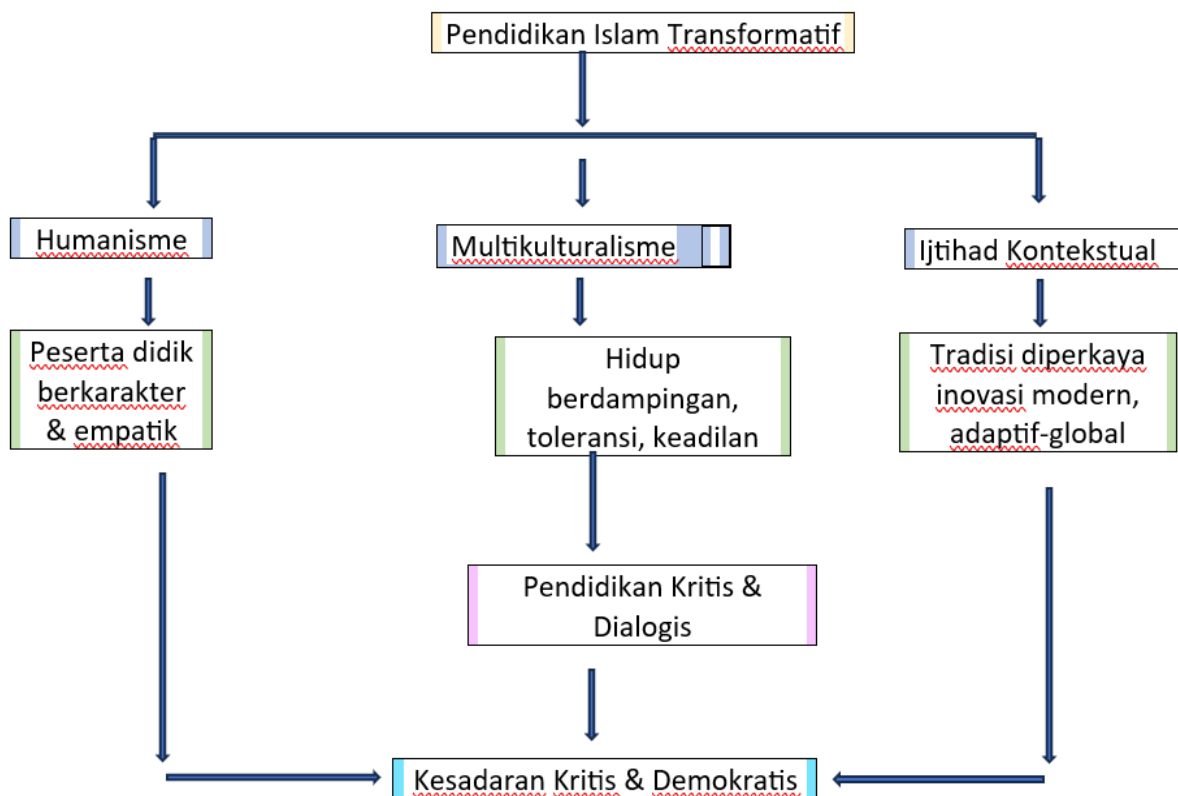 Pendidikan Islam Transformatif
Humanisme
Multikulturalisme
Ijtihad Kontekstual
Peserta didik
berkarakter
& empatik
Hidup
berdampingan,
toleransi, keadilan
Tradisi diperkaya
inovasi modern,
adaptif-global
Pendidikan Kritis &
Dialogis
Kesadaran Kritis & Demokratis